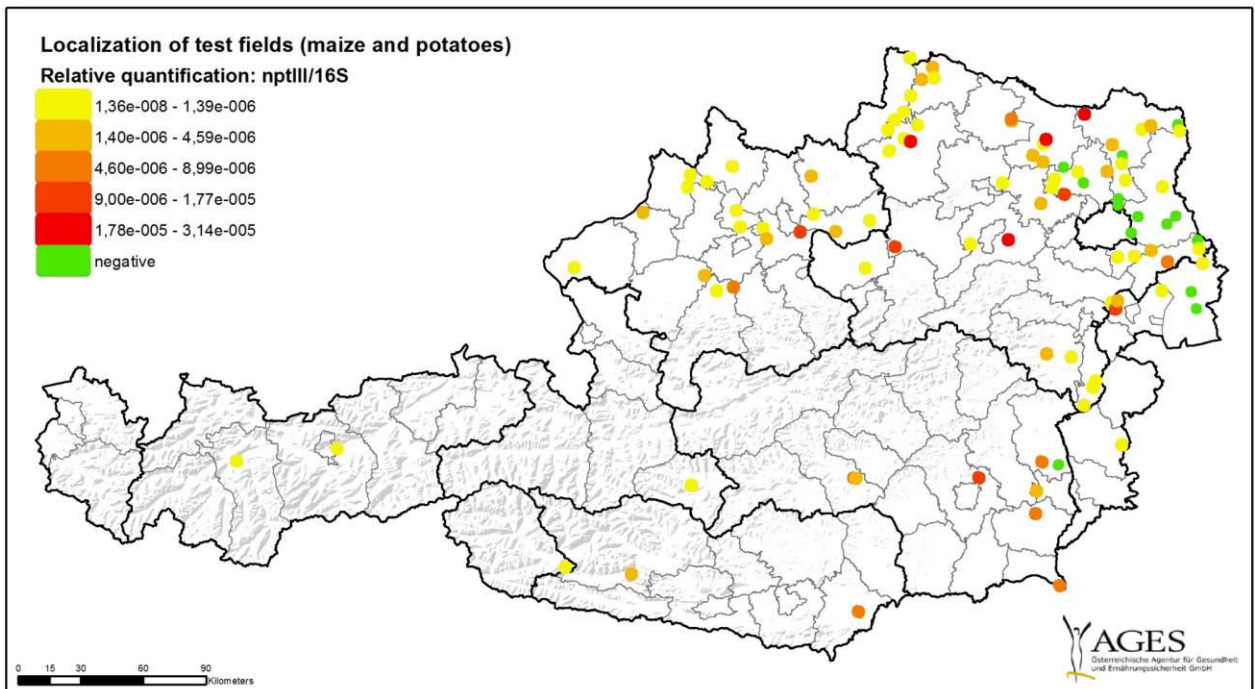 Localization of test fields (maize and potatoes)
Relative quantification: nptIII/16S
1,36e-008 - 1,39e-006
1,40e-006 - 4,59e-006
4,60e-006 - 8,99e-006
9,00e-006 - 1,77e-005
1,78e-005 - 3,14e-005
negative
0 15 30 60 90
Kilometers
AGES
Österreichische Agentur für Gesundheit
und Ernährungssicherheit GmbH